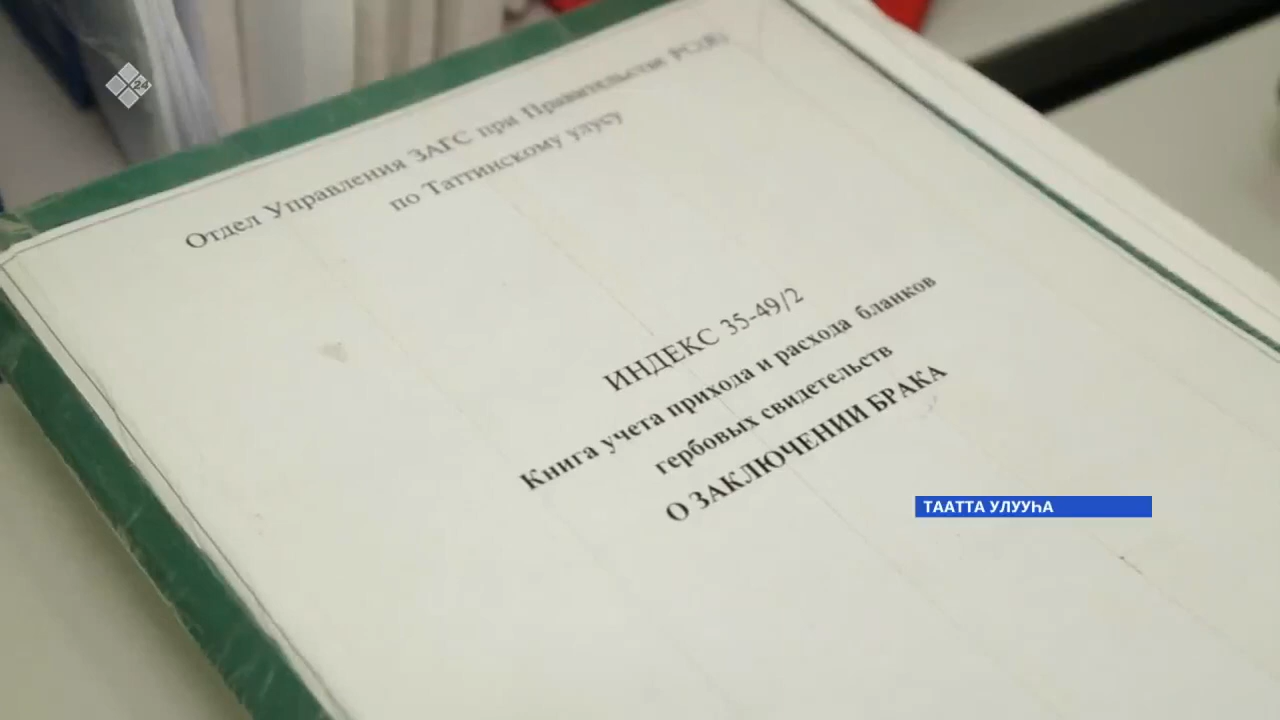 24
Отдел Управления ЗАГС при Правительстве РС(Я)
по Таттинскому улусу
ИНДЕКС 35-49/2
Книга учета прихода и расхода бланков
гербовых свидетельств
О ЗАКЛЮЧЕНИИ БРАКА
ТААТТА УЛУУҺА